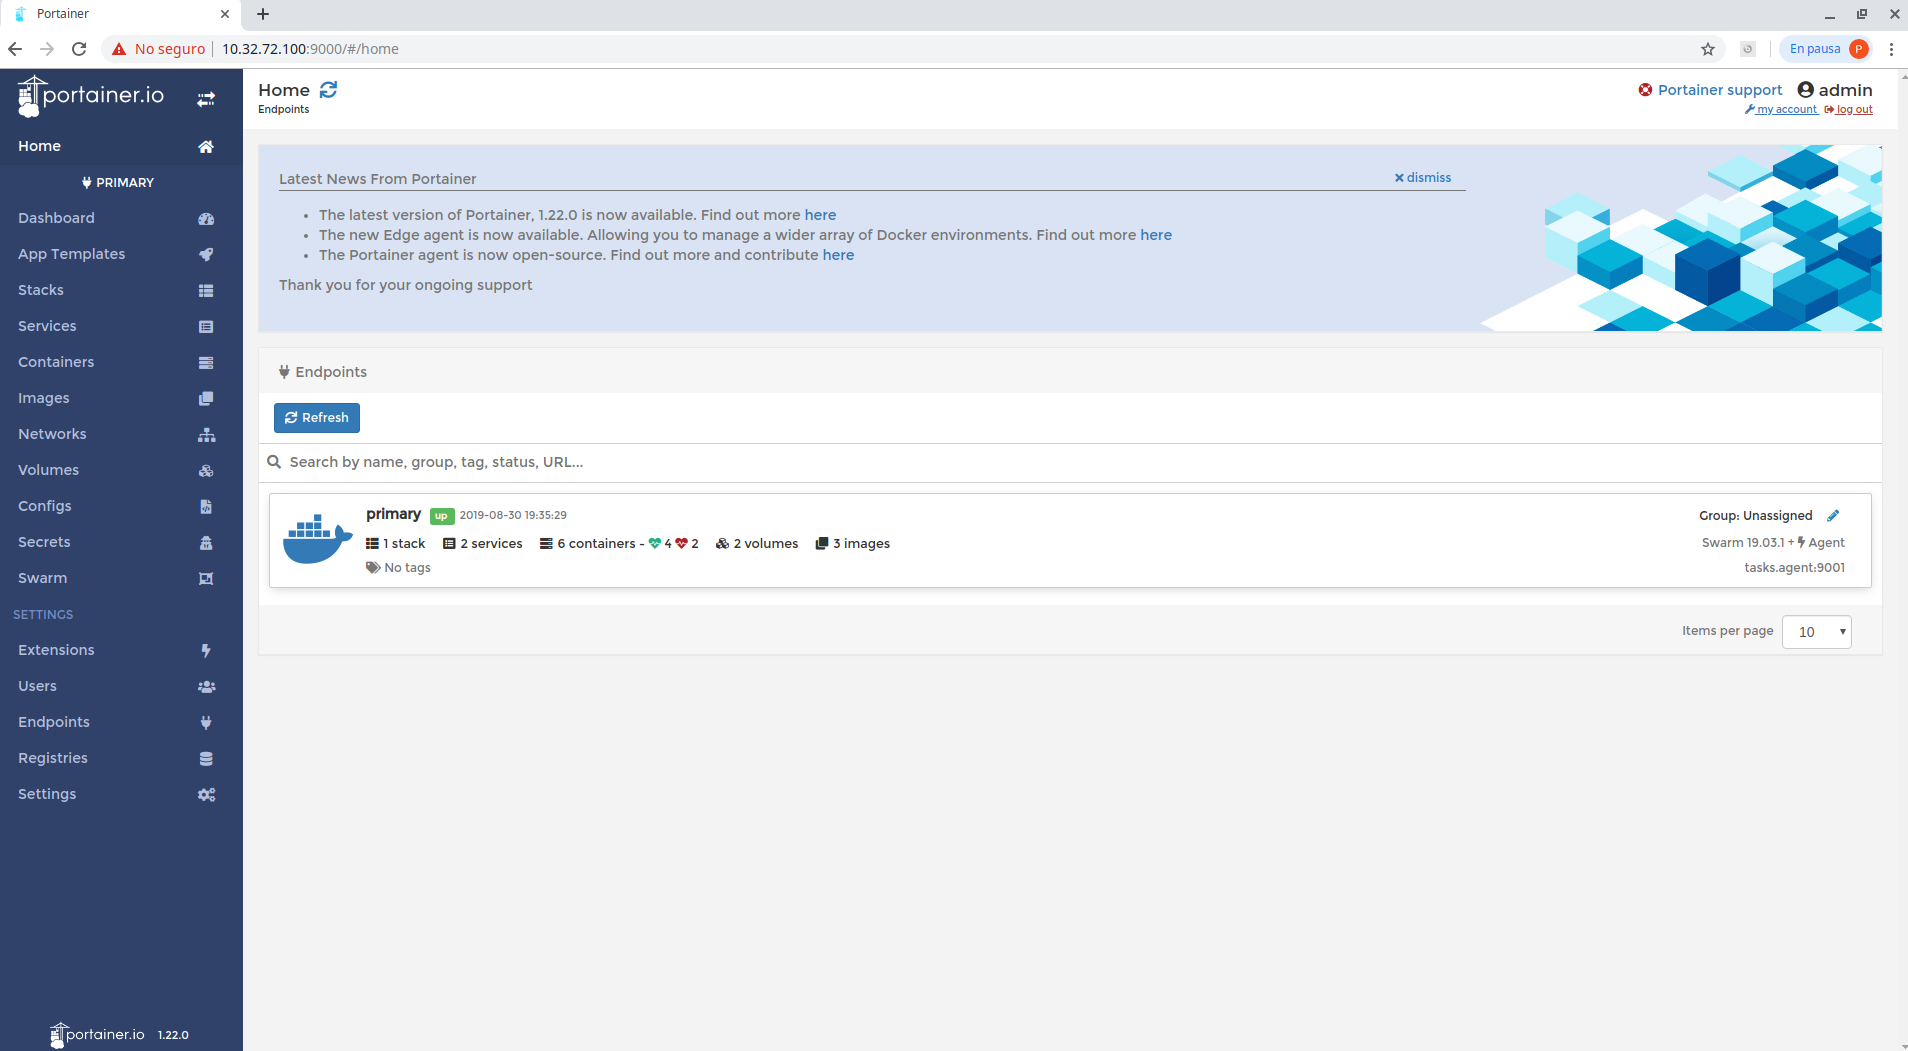 Portainer
No seguro 10.32.72.100:9000/#/home
En pausa P
portainer.io
Home
PRIMARY
Dashboard
App Templates
Stacks
Services
Containers
Images
Networks
Volumes
Configs
Secrets
Swarm
SETTINGS
Extensions
Users
Endpoints
Registries
Settings
portainer.io 1.22.0
Home
Endpoints
Portainer support admin
my account log out
Latest News From Portainer
dismiss
The latest version of Portainer, 1.22.0 is now available. Find out more here
The new Edge agent is now available. Allowing you to manage a wider array of Docker environments. Find out more here
The Portainer agent is now open-source. Find out more and contribute here
Thank you for your ongoing support
Endpoints
Refresh
Search by name, group, tag, status, URL...
primary up 2019-08-30 19:35:29
1 stack 2 services 6 containers - 4 2 2 volumes 3 images
No tags
Group: Unassigned
Swarm 19.03.1 + Agent
tasks.agent:9001
Items per page 10